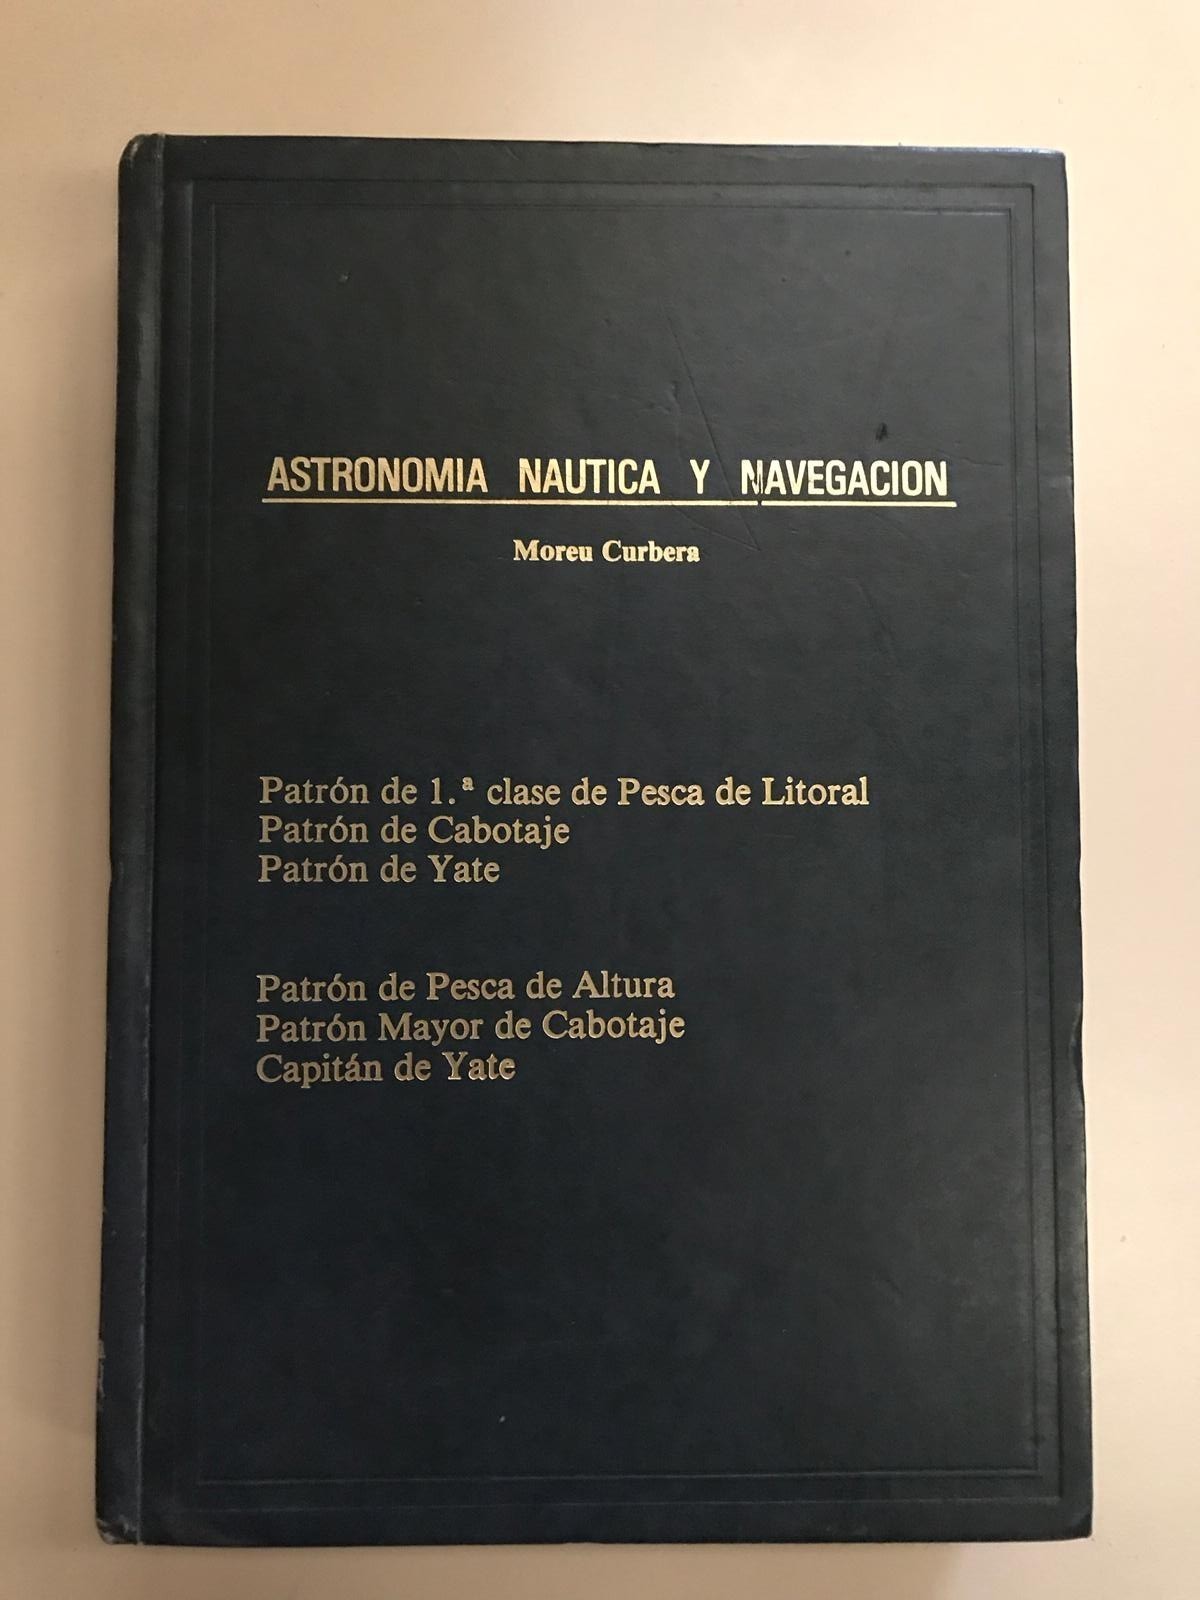 ASTRONOMIA NAUTICA Y NAVEGACION
Moreu Curbera
Patrón de 1.ª clase de Pesca de Litoral
Patrón de Cabotaje
Patrón de Yate
Patrón de Pesca de Altura
Patrón Mayor de Cabotaje
Capitán de Yate